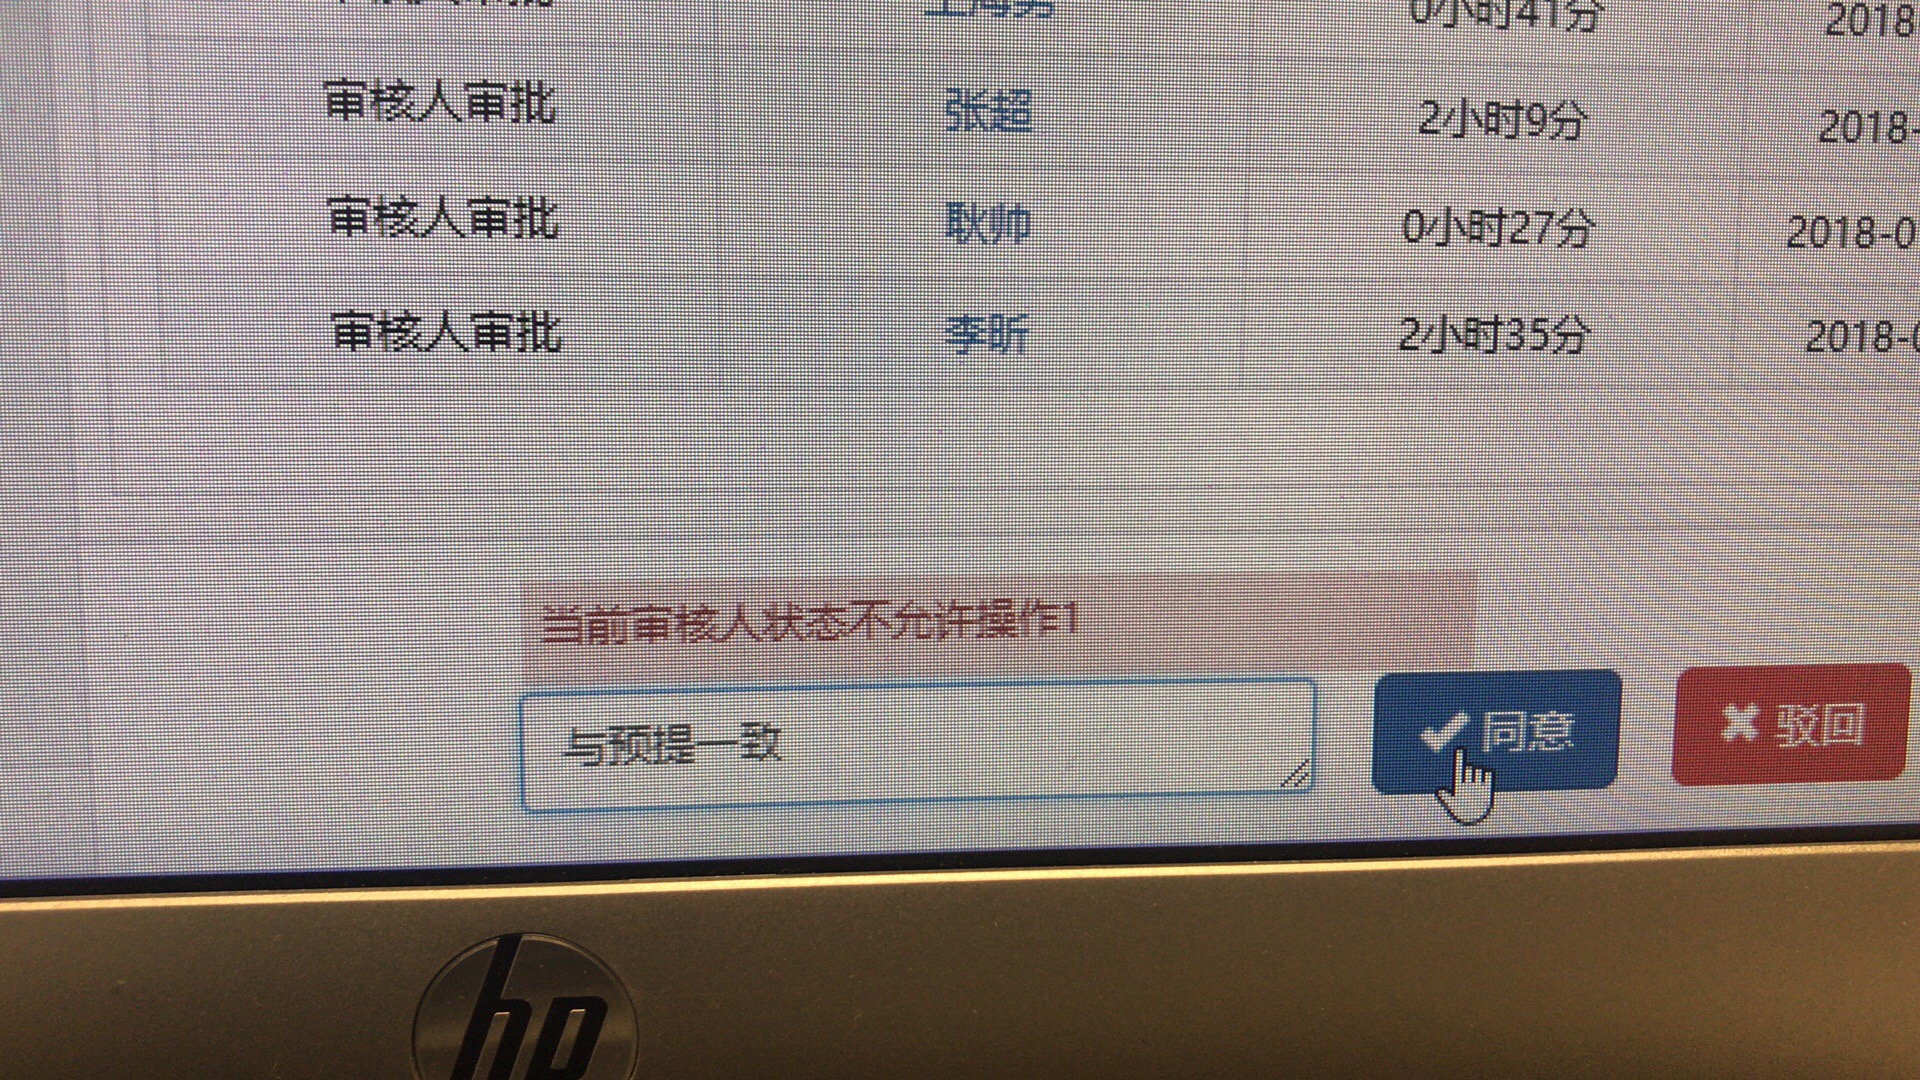 0小时41分 2018
审核人审批 张超 2小时9分 2018-
审核人审批 耿帅 0小时27分 2018-0
审核人审批 李昕 2小时35分 2018-0
当前审核人状态不允许操作1
与预提一致 同意 驳回
hp